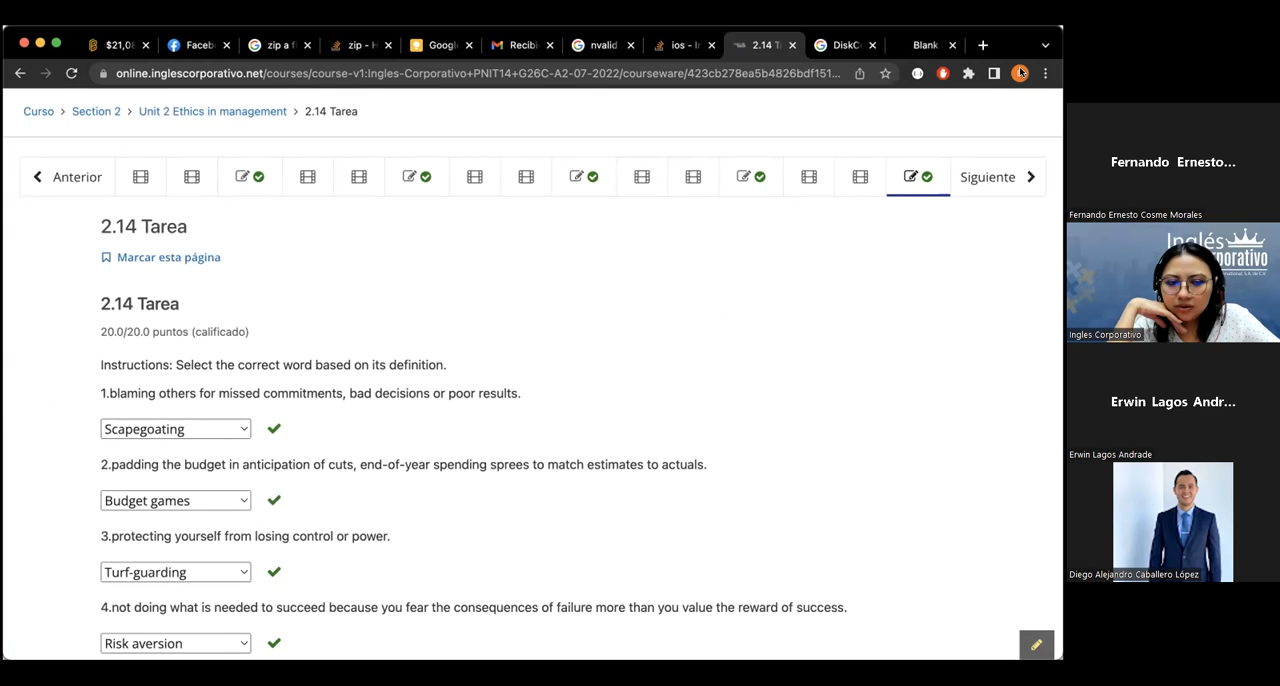 $21,08
Faceb
zip a f
zip - H
Googl
Recibi
nvalid
ios - Ir
2.14 T
DiskC
Blank
online.inglescorporativo.net/courses/course-v1:Ingles-Corporativo+PNIT14+G26C-A2-07-2022/courseware/423cb278ea5b4826bdf151...
Curso > Section 2 > Unit 2 Ethics in management > 2.14 Tarea
Anterior
Siguiente
2.14 Tarea
Marcar esta página
2.14 Tarea
20.0/20.0 puntos (calificado)
Instructions: Select the correct word based on its definition.
1.blaming others for missed commitments, bad decisions or poor results.
Scapegoating
2.padding the budget in anticipation of cuts, end-of-year spending sprees to match estimates to actuals.
Budget games
3.protecting yourself from losing control or power.
Turf-guarding
4.not doing what is needed to succeed because you fear the consequences of failure more than you value the reward of success.
Risk aversion
Fernando Ernesto...
Fernando Ernesto Cosme Morales
Inglés
Ingles Corporativo
Erwin Lagos Andr...
Erwin Lagos Andrade
Diego Alejandro Caballero López